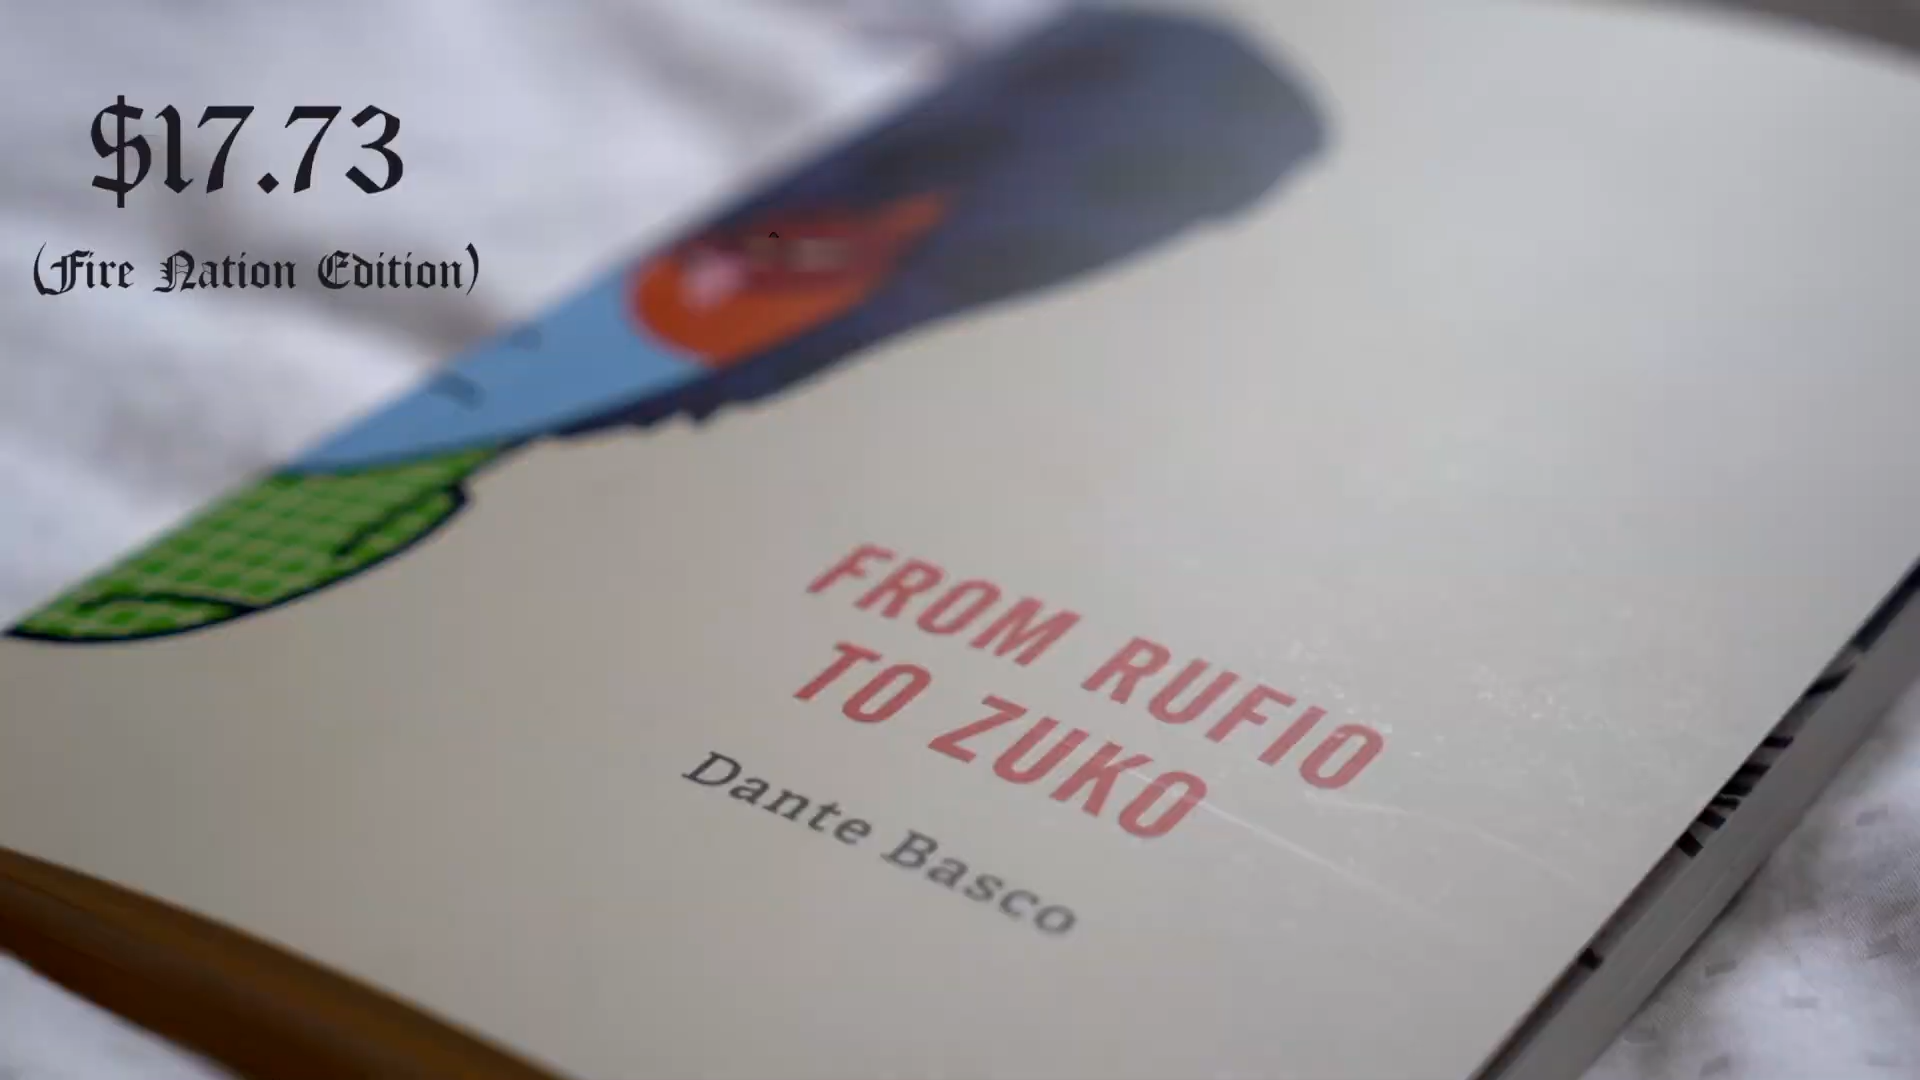 $17.73
(Fire Nation Edition)
FROM RUFIO
TO ZUKO
Dante Basco